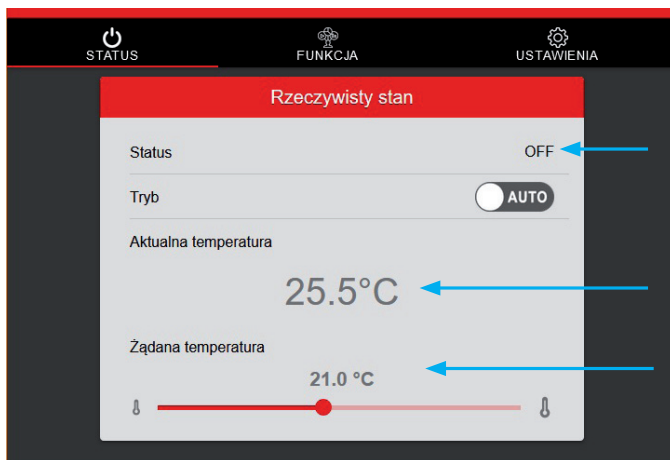 STATUS
FUNKCJA
USTAWIENIA
Rzeczywisty stan
Status OFF
Tryb AUTO
Aktualna temperatura
25.5°C
Żądana temperatura
21.0 °C